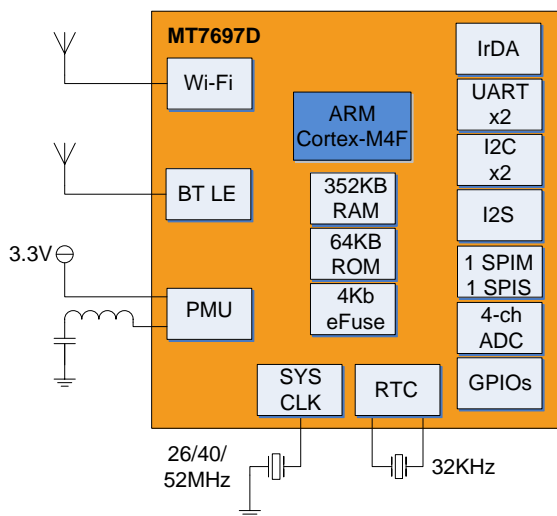 MT7697D
Wi-Fi
BT LE
3.3V
PMU
ARM
Cortex-M4F
352KB
RAM
64KB
ROM
4Kb
eFuse
SYS
CLK
RTC
26/40/
52MHz
32KHz
IrDA
UART
x2
I2C
x2
I2S
1 SPIM
1 SPIS
4-ch
ADC
GPIOs